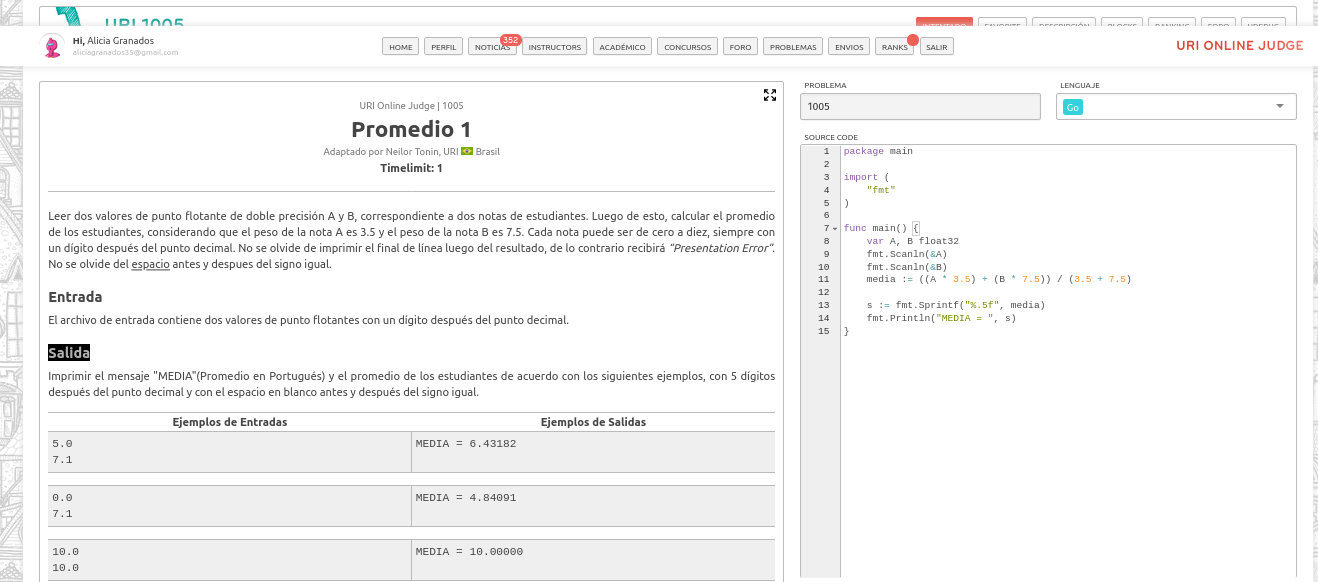 URI 1005
INTENTADO FAVORITE DESCRIPCIÓN BLOCKS RANKING FORO UDEBUG
Hi, Alicia Granados
aliciagranados35@gmail.com
HOME PERFIL NOTICIAS 352 INSTRUCTORS ACADÉMICO CONCURSOS FORO PROBLEMAS ENVIOS RANKS SALIR
URI ONLINE JUDGE
URI Online Judge | 1005
Promedio 1
Adaptado por Neilor Tonin, URI Brasil
Timelimit: 1
Leer dos valores de punto flotante de doble precisión A y B, correspondiente a dos notas de estudiantes. Luego de esto, calcular el promedio
de los estudiantes, considerando que el peso de la nota A es 3.5 y el peso de la nota B es 7.5. Cada nota puede ser de cero a diez, siempre con
un dígito después del punto decimal. No se olvide de imprimir el final de línea luego del resultado, de lo contrario recibirá “Presentation Error”.
No se olvide del espacio antes y despues del signo igual.
Entrada
El archivo de entrada contiene dos valores de punto flotantes con un dígito después del punto decimal.
Salida
Imprimir el mensaje "MEDIA"(Promedio en Portugués) y el promedio de los estudiantes de acuerdo con los siguientes ejemplos, con 5 dígitos
después del punto decimal y con el espacio en blanco antes y después del signo igual.
Ejemplos de Entradas Ejemplos de Salidas
5.0 MEDIA = 6.43182
7.1
0.0 MEDIA = 4.84091
7.1
10.0 MEDIA = 10.00000
10.0
PROBLEMA LENGUAJE
1005 Go
SOURCE CODE
1 package main
2
3 import (
4 "fmt"
5 )
6
7 func main() {
8 var A, B float32
9 fmt.Scanln(&A)
10 fmt.Scanln(&B)
11 media := ((A * 3.5) + (B * 7.5)) / (3.5 + 7.5)
12
13 s := fmt.Sprintf("%.5f", media)
14 fmt.Println("MEDIA = ", s)
15 }